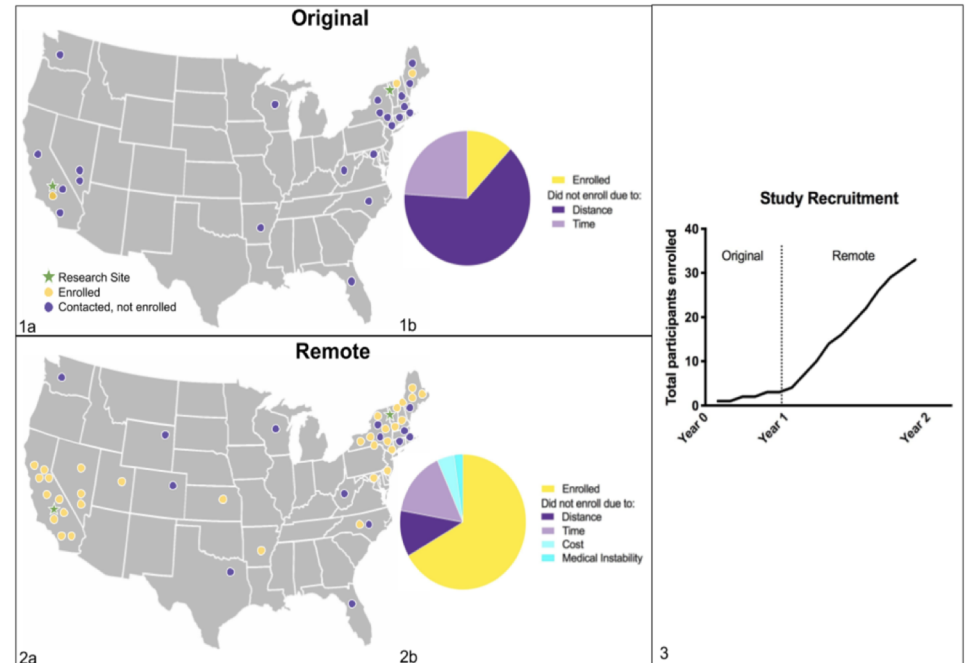 Original
Research Site
Enrolled
Contacted, not enrolled
1a
Enrolled
Did not enroll due to:
Distance
Time
1b
Remote
2a
Enrolled
Did not enroll due to:
Distance
Time
Cost
Medical Instability
2b
Study Recruitment
Total participants enrolled
40
30
20
10
0
Original
Remote
Year 0
Year 1
Year 2
3